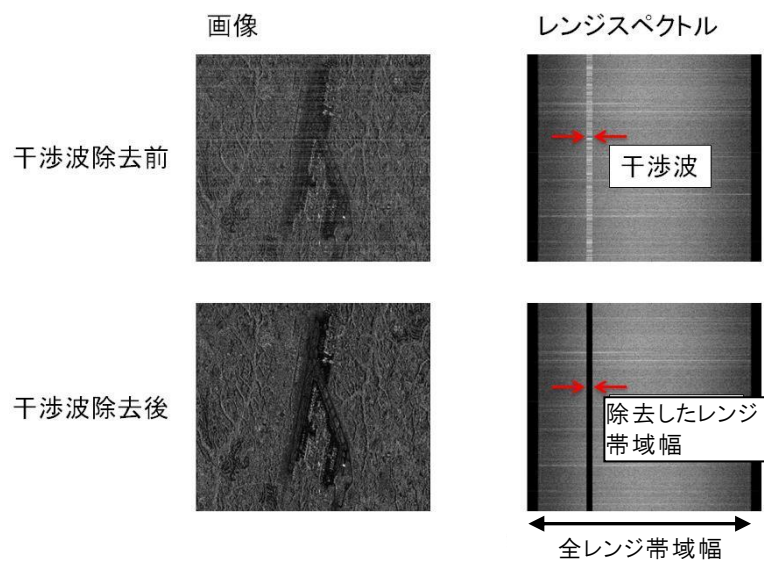 画像
レンジスペクトル
干渉波除去前
干渉波
干渉波除去後
除去したレンジ
帯域幅
全レンジ帯域幅